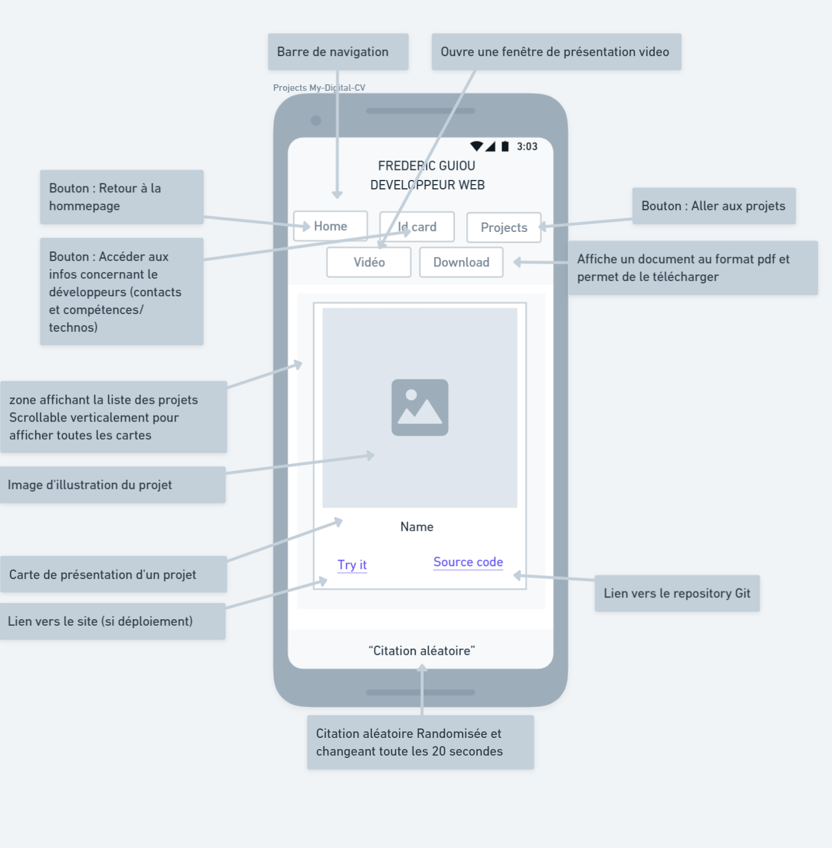 Barre de navigation
Ouvre une fenêtre de présentation video
Projects My-Digital-CV
3:03
FREDERIC GUIOU
DEVELOPPEUR WEB
Bouton : Retour à la
hommepage
Bouton : Aller aux projets
Home
Id card
Projects
Bouton : Accéder aux
infos concernant le
développeurs (contacts
et compétences/
technos)
Vidéo
Download
Affiche un document au format pdf et
permet de le télécharger
zone affichant la liste des projets
Scrollable verticalement pour
afficher toutes les cartes
Image d'illustration du projet
Name
Carte de présentation d'un projet
Try it
Source code
Lien vers le site (si déploiement)
Lien vers le repository Git
“Citation aléatoire”
Citation aléatoire Randomisée et
changeant toute les 20 secondes